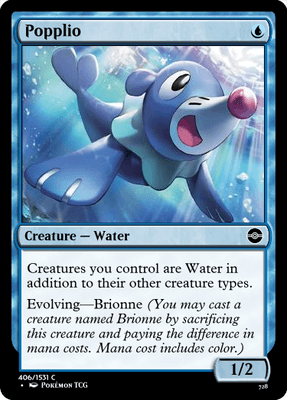 Popplio
Creature — Water
Creatures you control are Water in
addition to their other creature types.
Evolving—Brionne (You may cast a
creature named Brionne by sacrificing
this creature and paying the difference in
mana costs. Mana cost includes color.)
1/2
406/1531 C
• Pokémon TCG
728